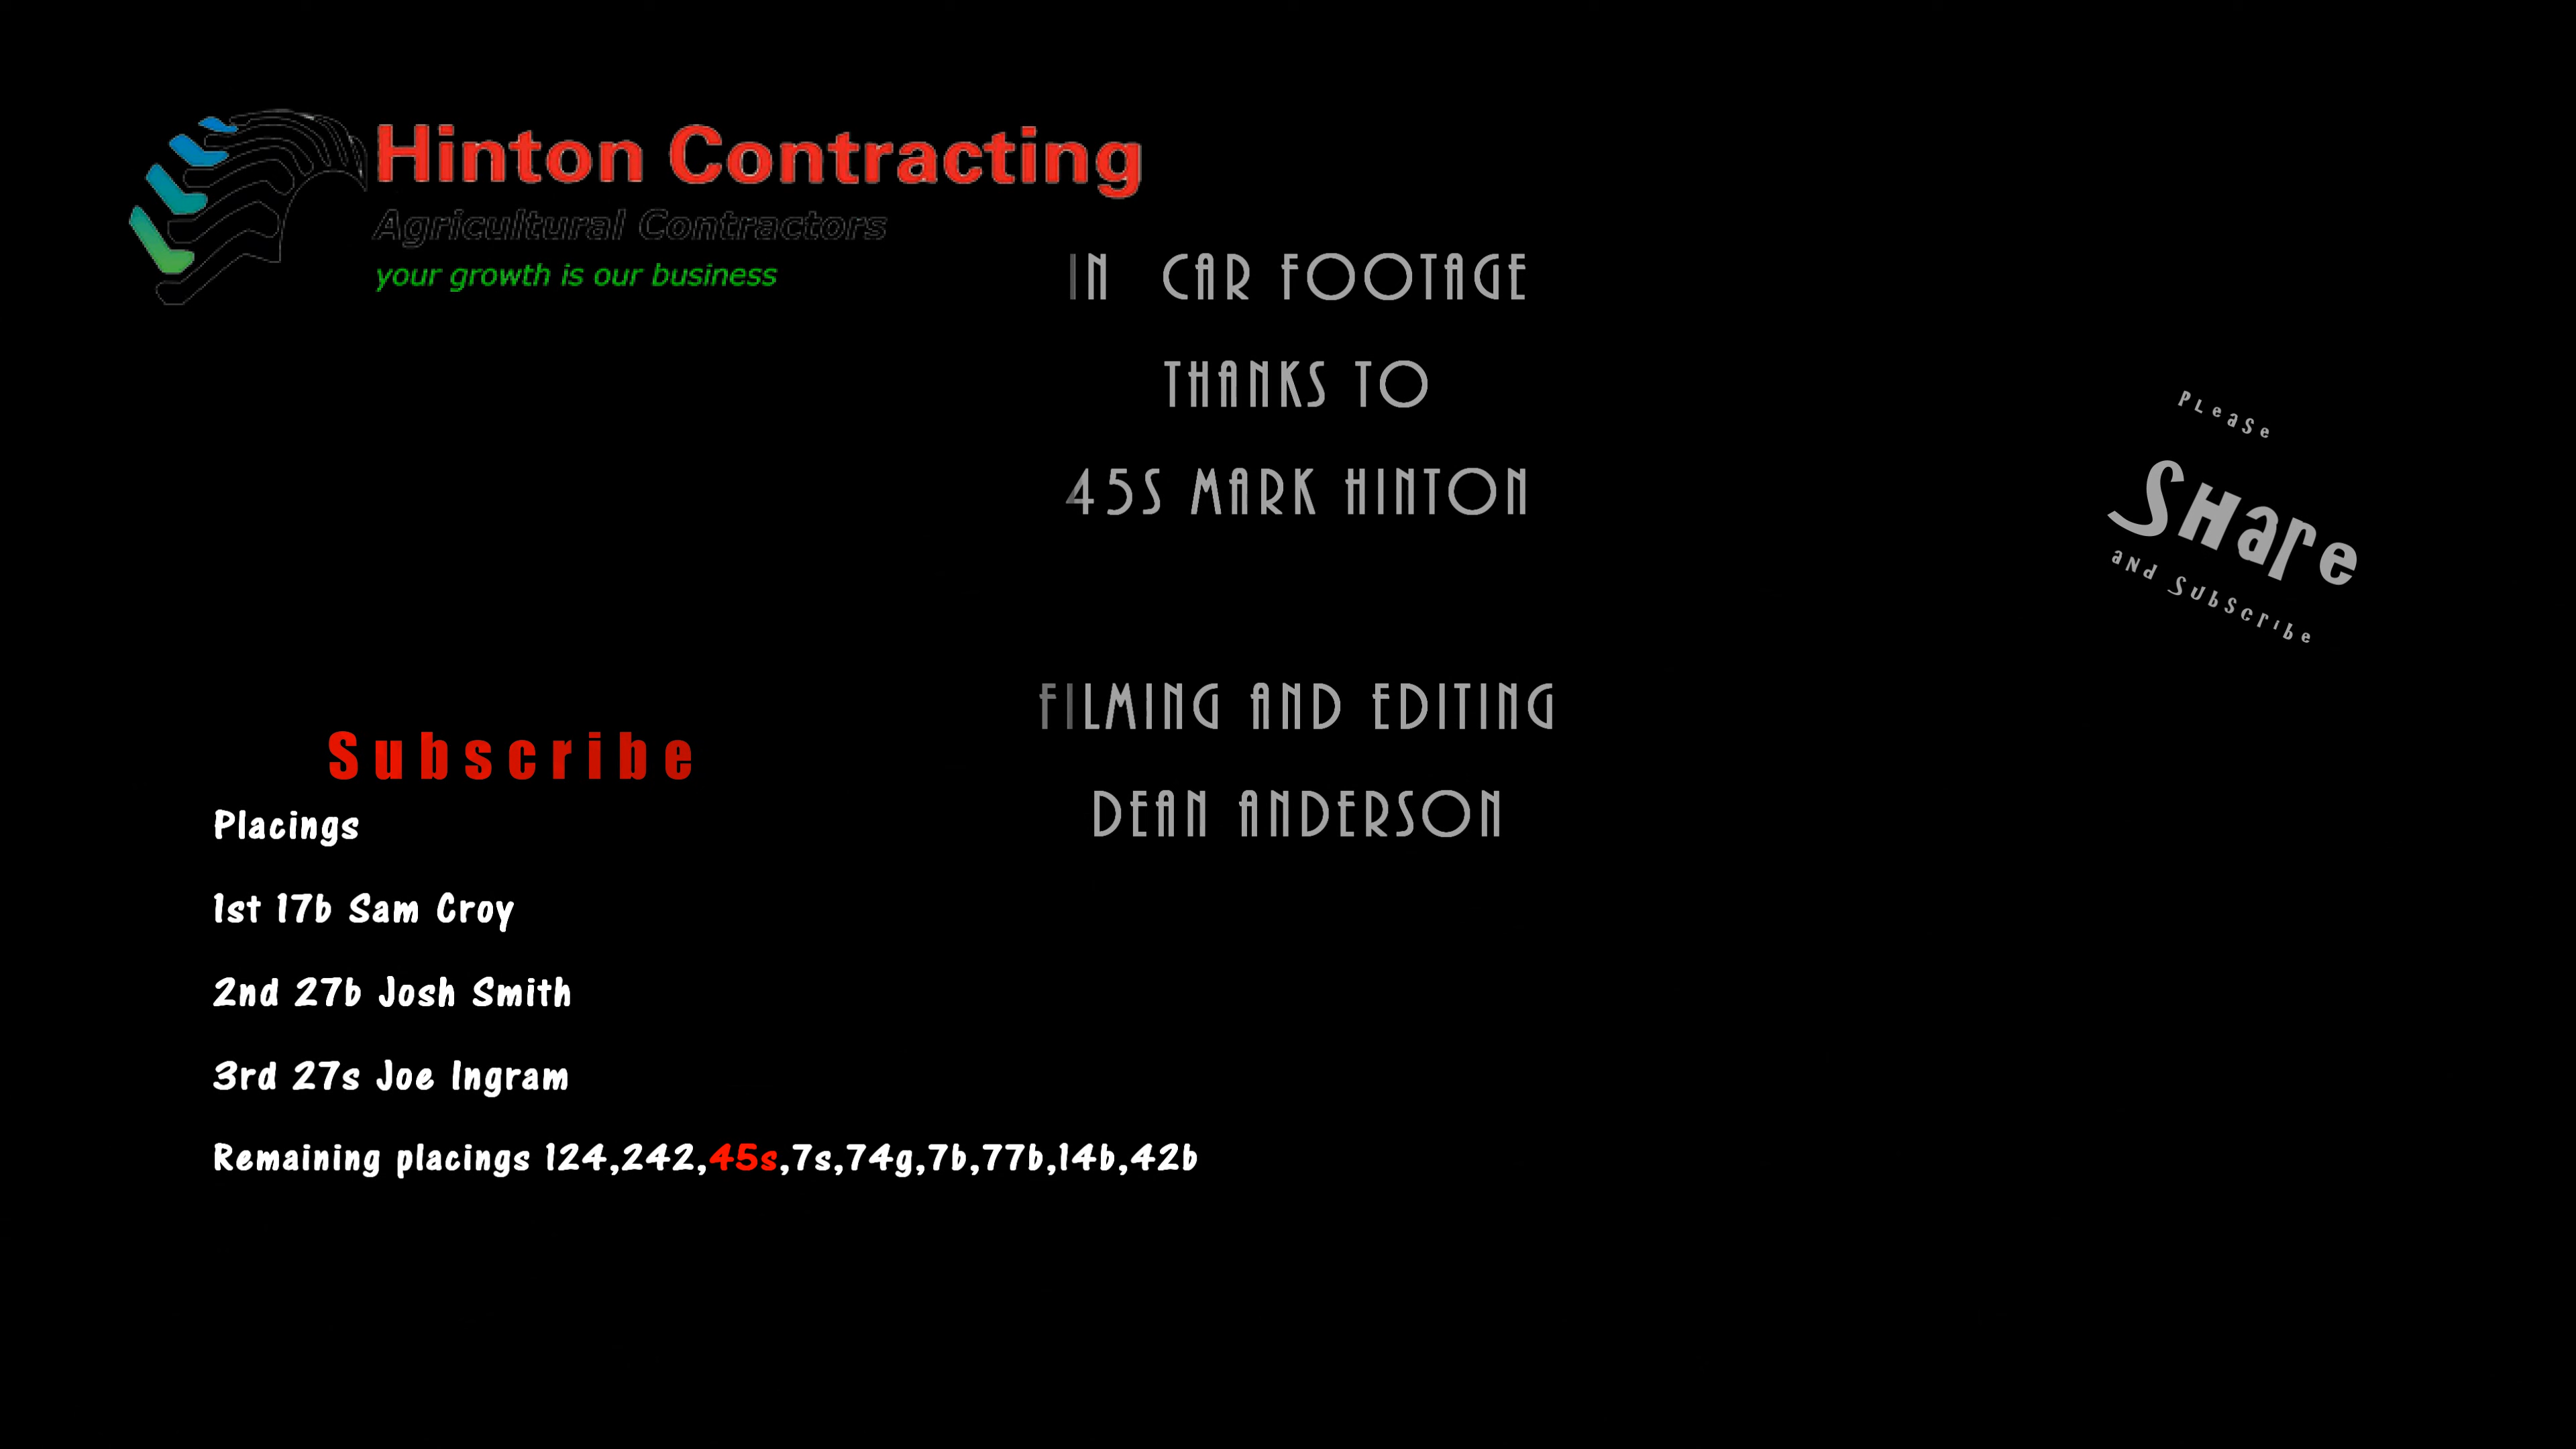 Hinton Contracting
Agricultural Contractors
your growth is our business
IN CAR FOOTAGE
THANKS TO
45S MARK HINTON
FILMING AND EDITING
DEAN ANDERSON
PLeaSe
SHare
aNd SubScribe
Subscribe
Placings
1st 17b Sam Croy
2nd 27b Josh Smith
3rd 27s Joe Ingram
Remaining placings 124,242,45s,7s,74g,7b,77b,14b,42b